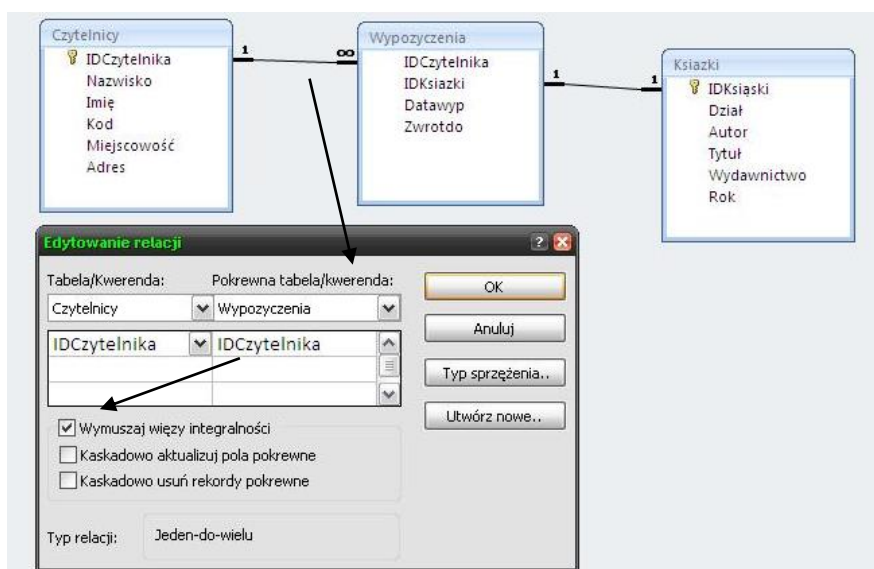 Czytelnicy
IDCzytelnika
Nazwisko
Imię
Kod
Miejscowość
Adres
1
∞
Wypozyczenia
IDCzytelnika
IDKsiazki
Datawyp
Zwrotdo
1
1
Ksiazki
IDKsiąski
Dział
Autor
Tytuł
Wydawnictwo
Rok
Edytowanie relacji
?
Tabela/Kwerenda: Pokrewna tabela/kwerenda:
Czytelnicy Wypożyczenia
IDCzytelnika IDCzytelnika
OK
Anuluj
Typ sprzężenia..
Utwórz nowe..
Wymuszaj więzy integralności
Kaskadowo aktualizuj pola pokrewne
Kaskadowo usuń rekordy pokrewne
Typ relacji: Jeden-do-wielu